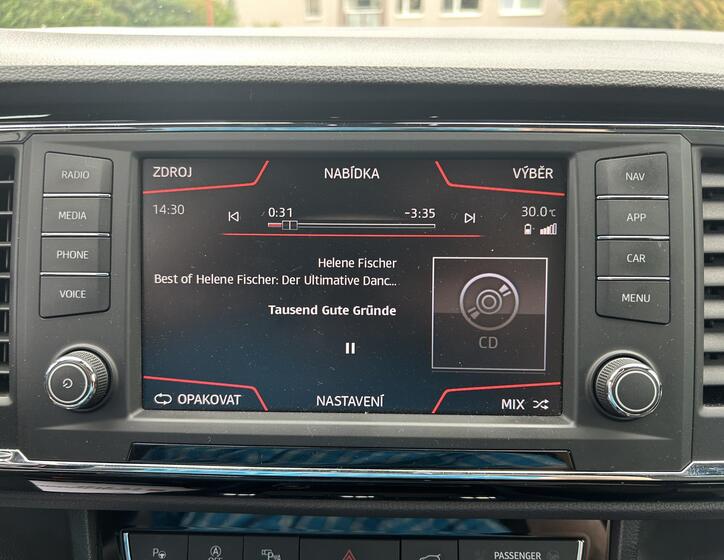 ZDROJ NABÍDKA VÝBĚR
14:30 0:31 -3:35 30.0°C
Helene Fischer
Best of Helene Fischer: Der Ultimative Danc...
Tausend Gute Gründe
CD
OPAKOVAT NASTAVENÍ MIX
RADIO
MEDIA
PHONE
VOICE
NAV
APP
CAR
MENU
P A P
PASSENGER